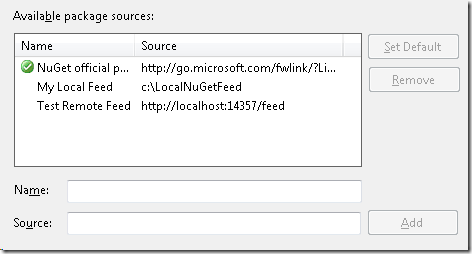 Available package sources:
Name Source
NuGet official p... http://go.microsoft.com/fwlink/?Li...
My Local Feed c:\LocalNuGetFeed
Test Remote Feed http://localhost:14357/feed
Set Default
Remove
Name:
Source:
Add